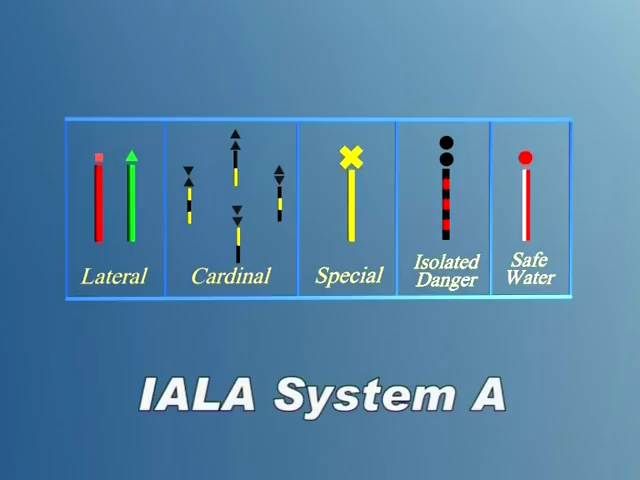 Lateral
Cardinal
Special
Isolated
Danger
Safe
Water
IALA System A